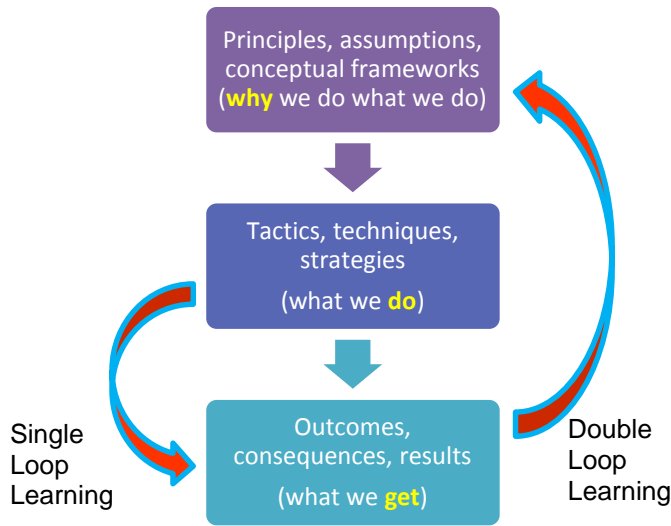 Principles, assumptions,
conceptual frameworks
(why we do what we do)
Tactics, techniques,
strategies
(what we do)
Outcomes,
consequences, results
(what we get)
Single
Loop
Learning
Double
Loop
Learning